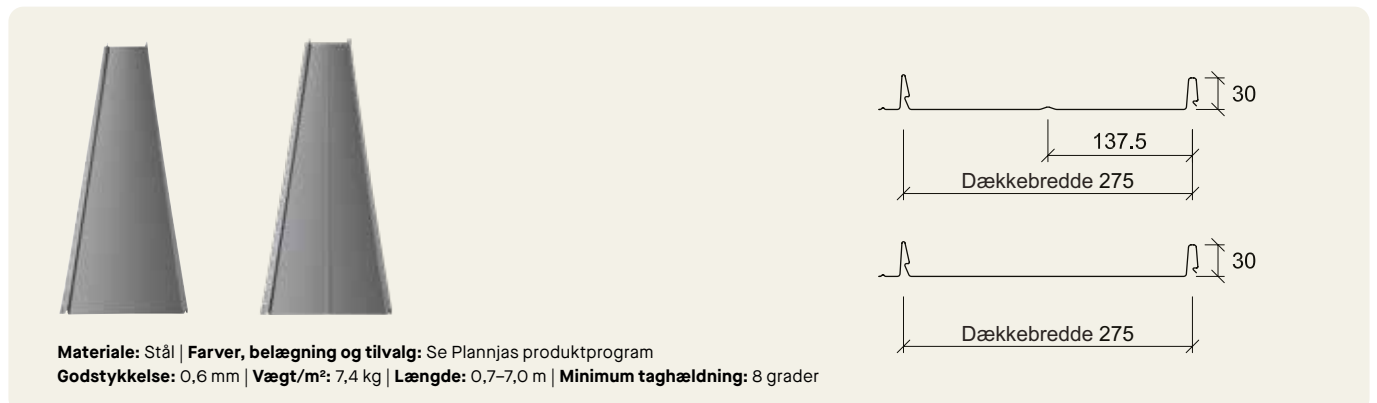 30
137.5
Dækkebredde 275
30
Dækkebredde 275
Materiale: Stål | Farver, belægning og tilvalg: Se Plannjas produktprogram
Godstykkelse: 0,6 mm | Vægt/m²: 7,4 kg | Længde: 0,7–7,0 m | Minimum taghældning: 8 grader